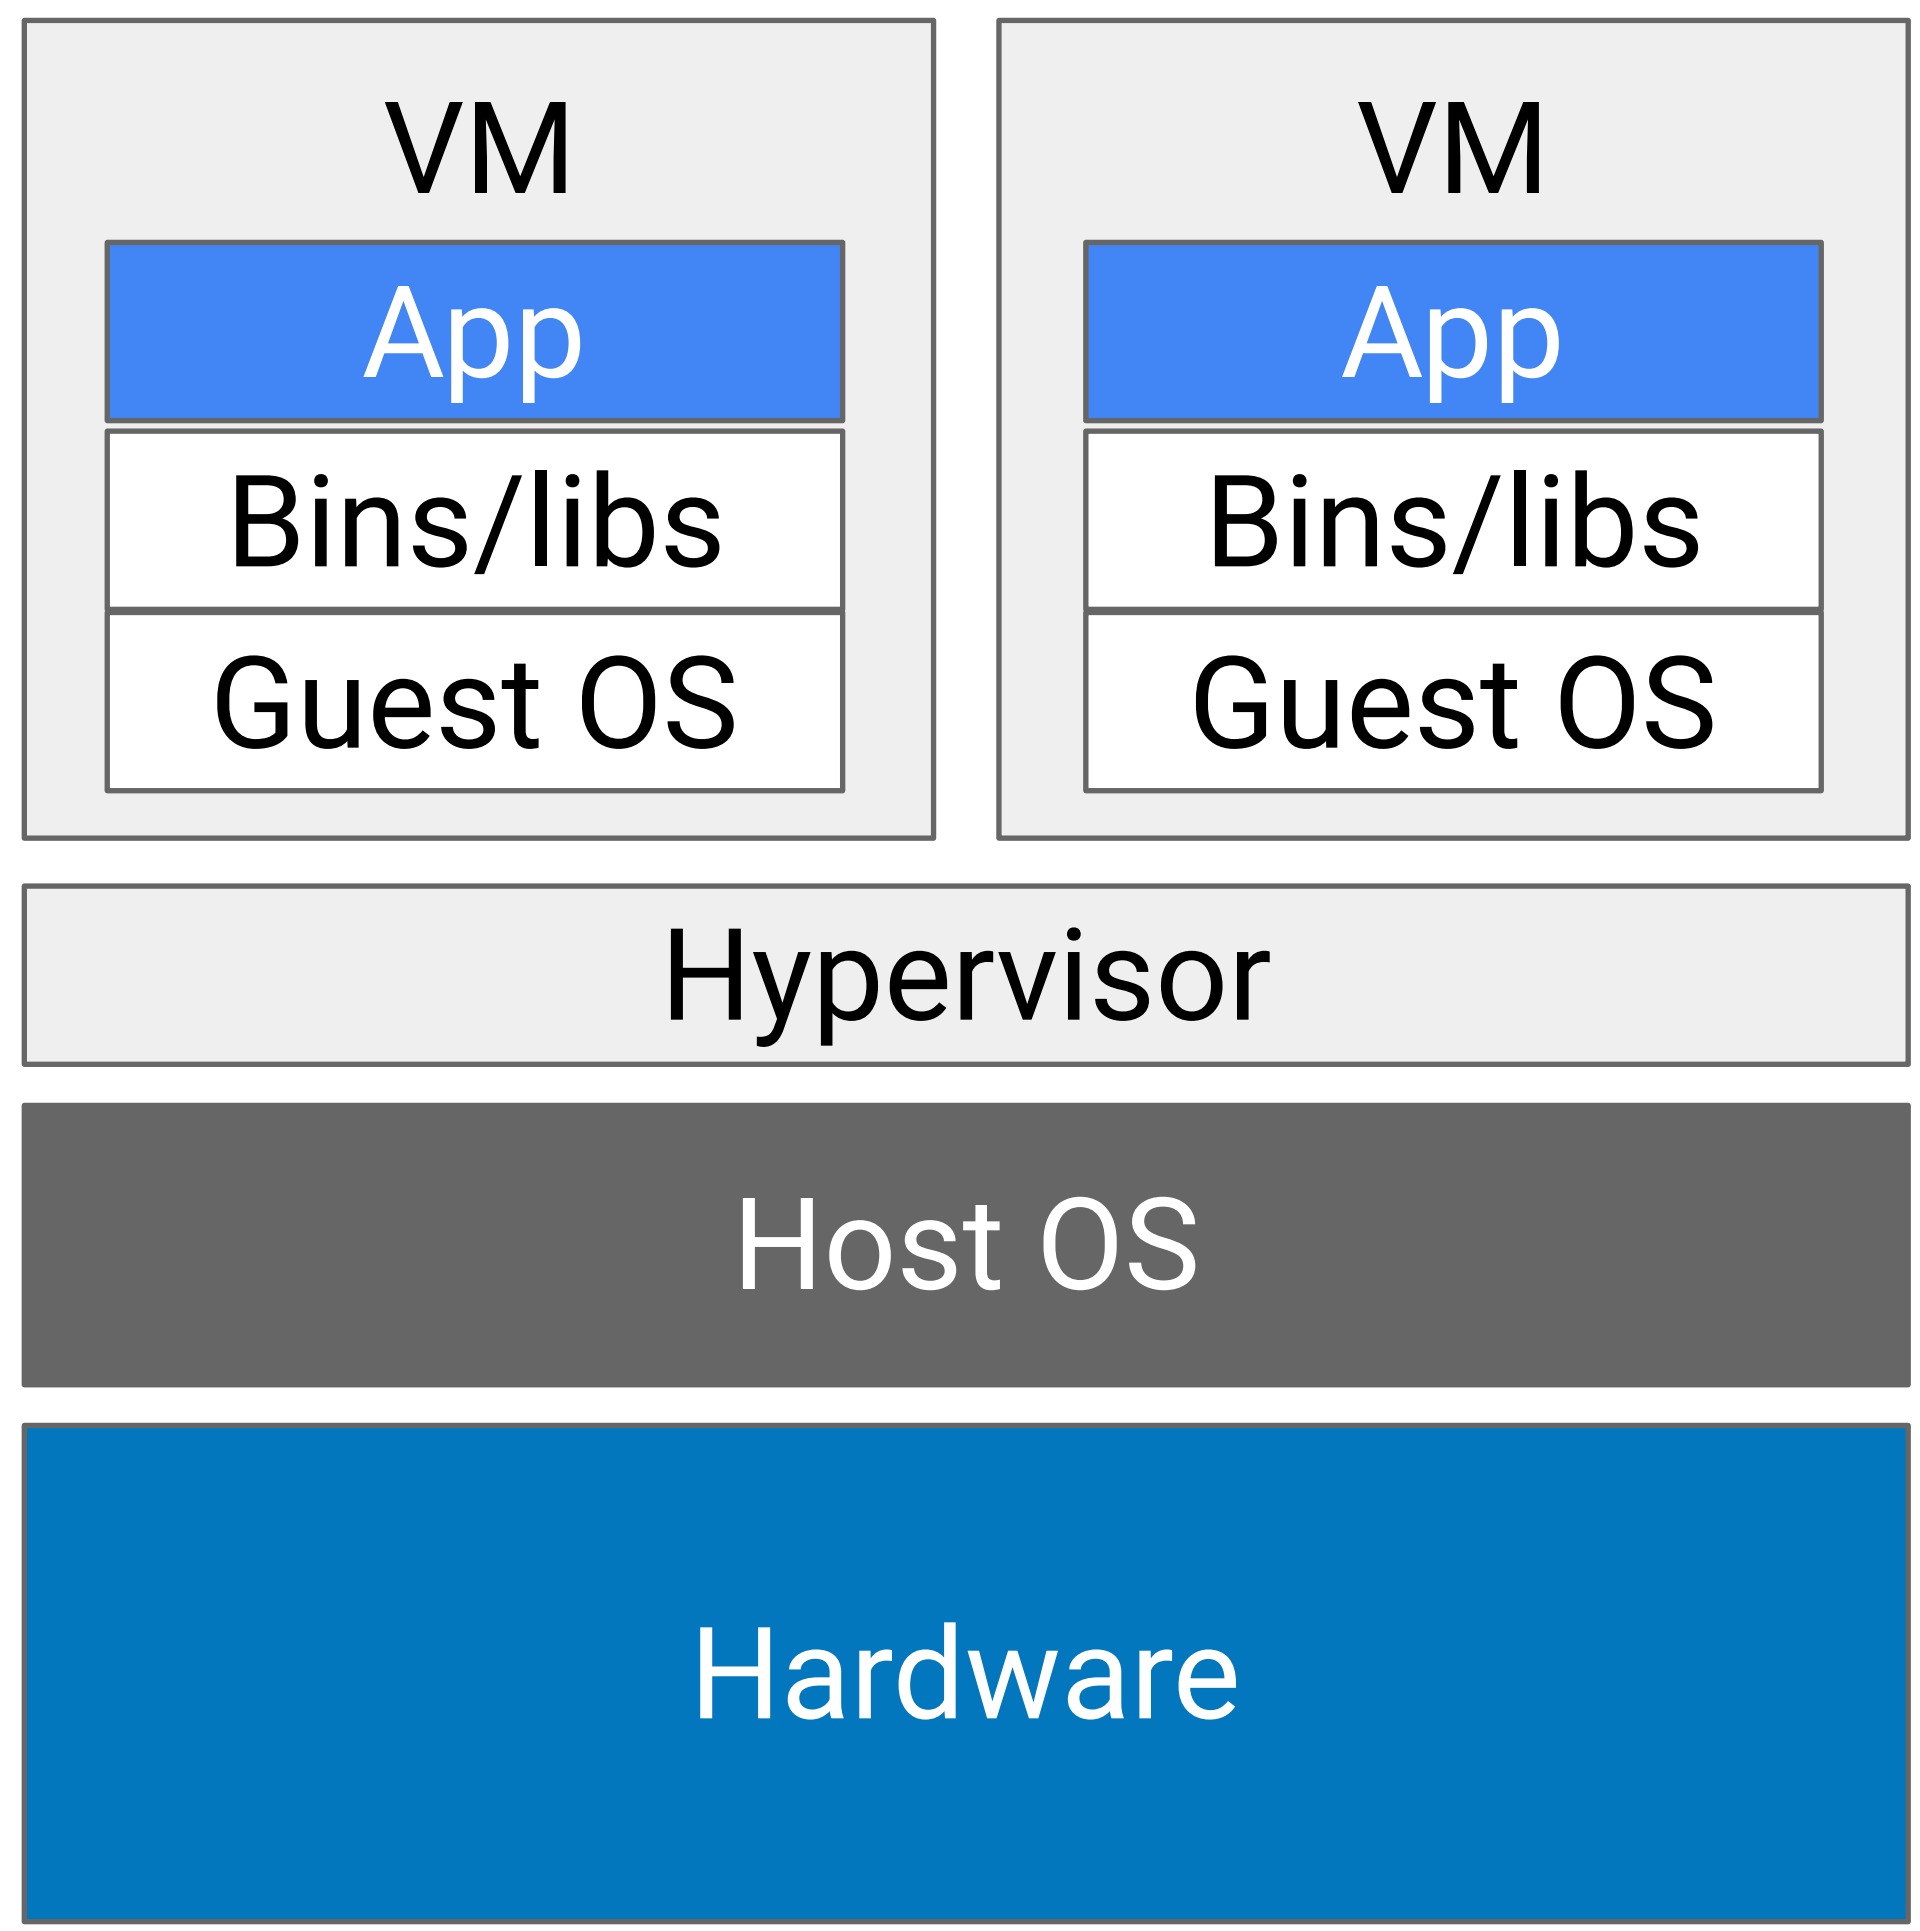 VM
App
Bins/libs
Guest OS
VM
App
Bins/libs
Guest OS
Hypervisor
Host OS
Hardware